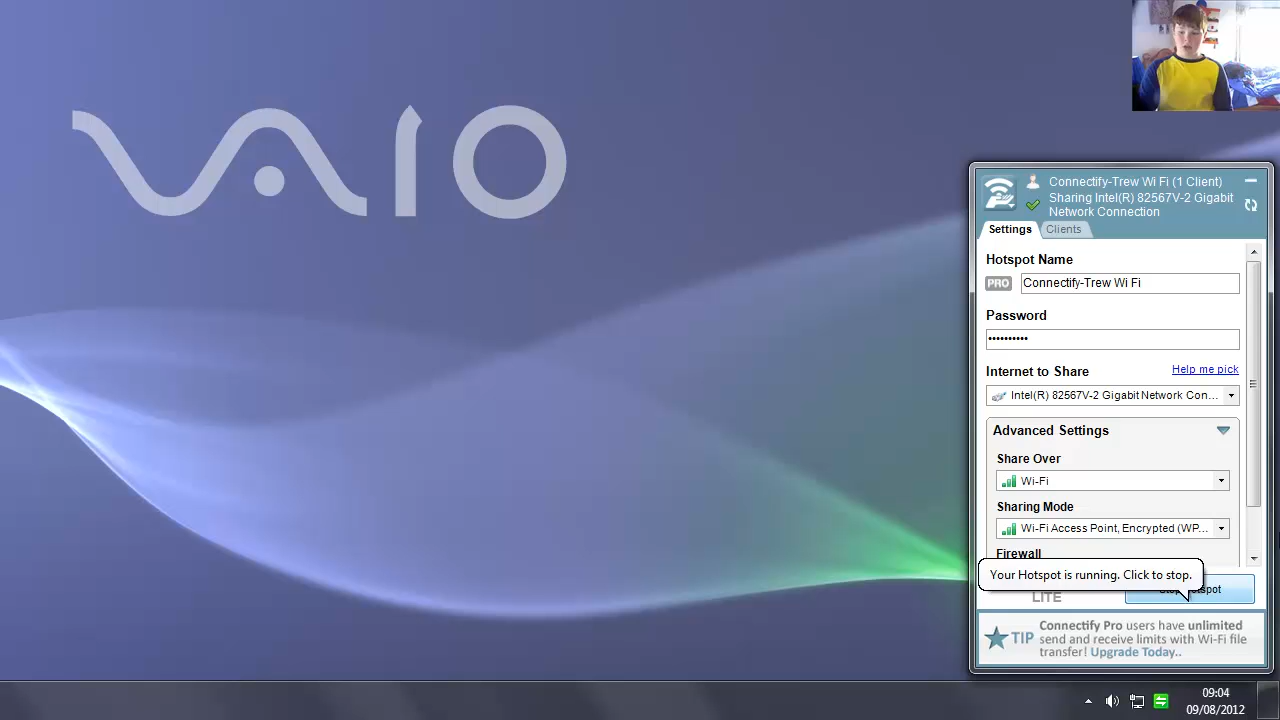 VAIO
Connectify-Trew Wi Fi (1 Client)
Sharing Intel(R) 82567V-2 Gigabit
Network Connection
Settings
Clients
Hotspot Name
PRO
Connectify-Trew Wi Fi
Password
••••••••••
Internet to Share
Help me pick
Intel(R) 82567V-2 Gigabit Network Con...
Advanced Settings
Share Over
Wi-Fi
Sharing Mode
Wi-Fi Access Point, Encrypted (WP...
Firewall
Your Hotspot is running. Click to stop.
LITE
TIP
Connectify Pro users have unlimited
send and receive limits with Wi-Fi file
transfer! Upgrade Today..
09:04
09/08/2012